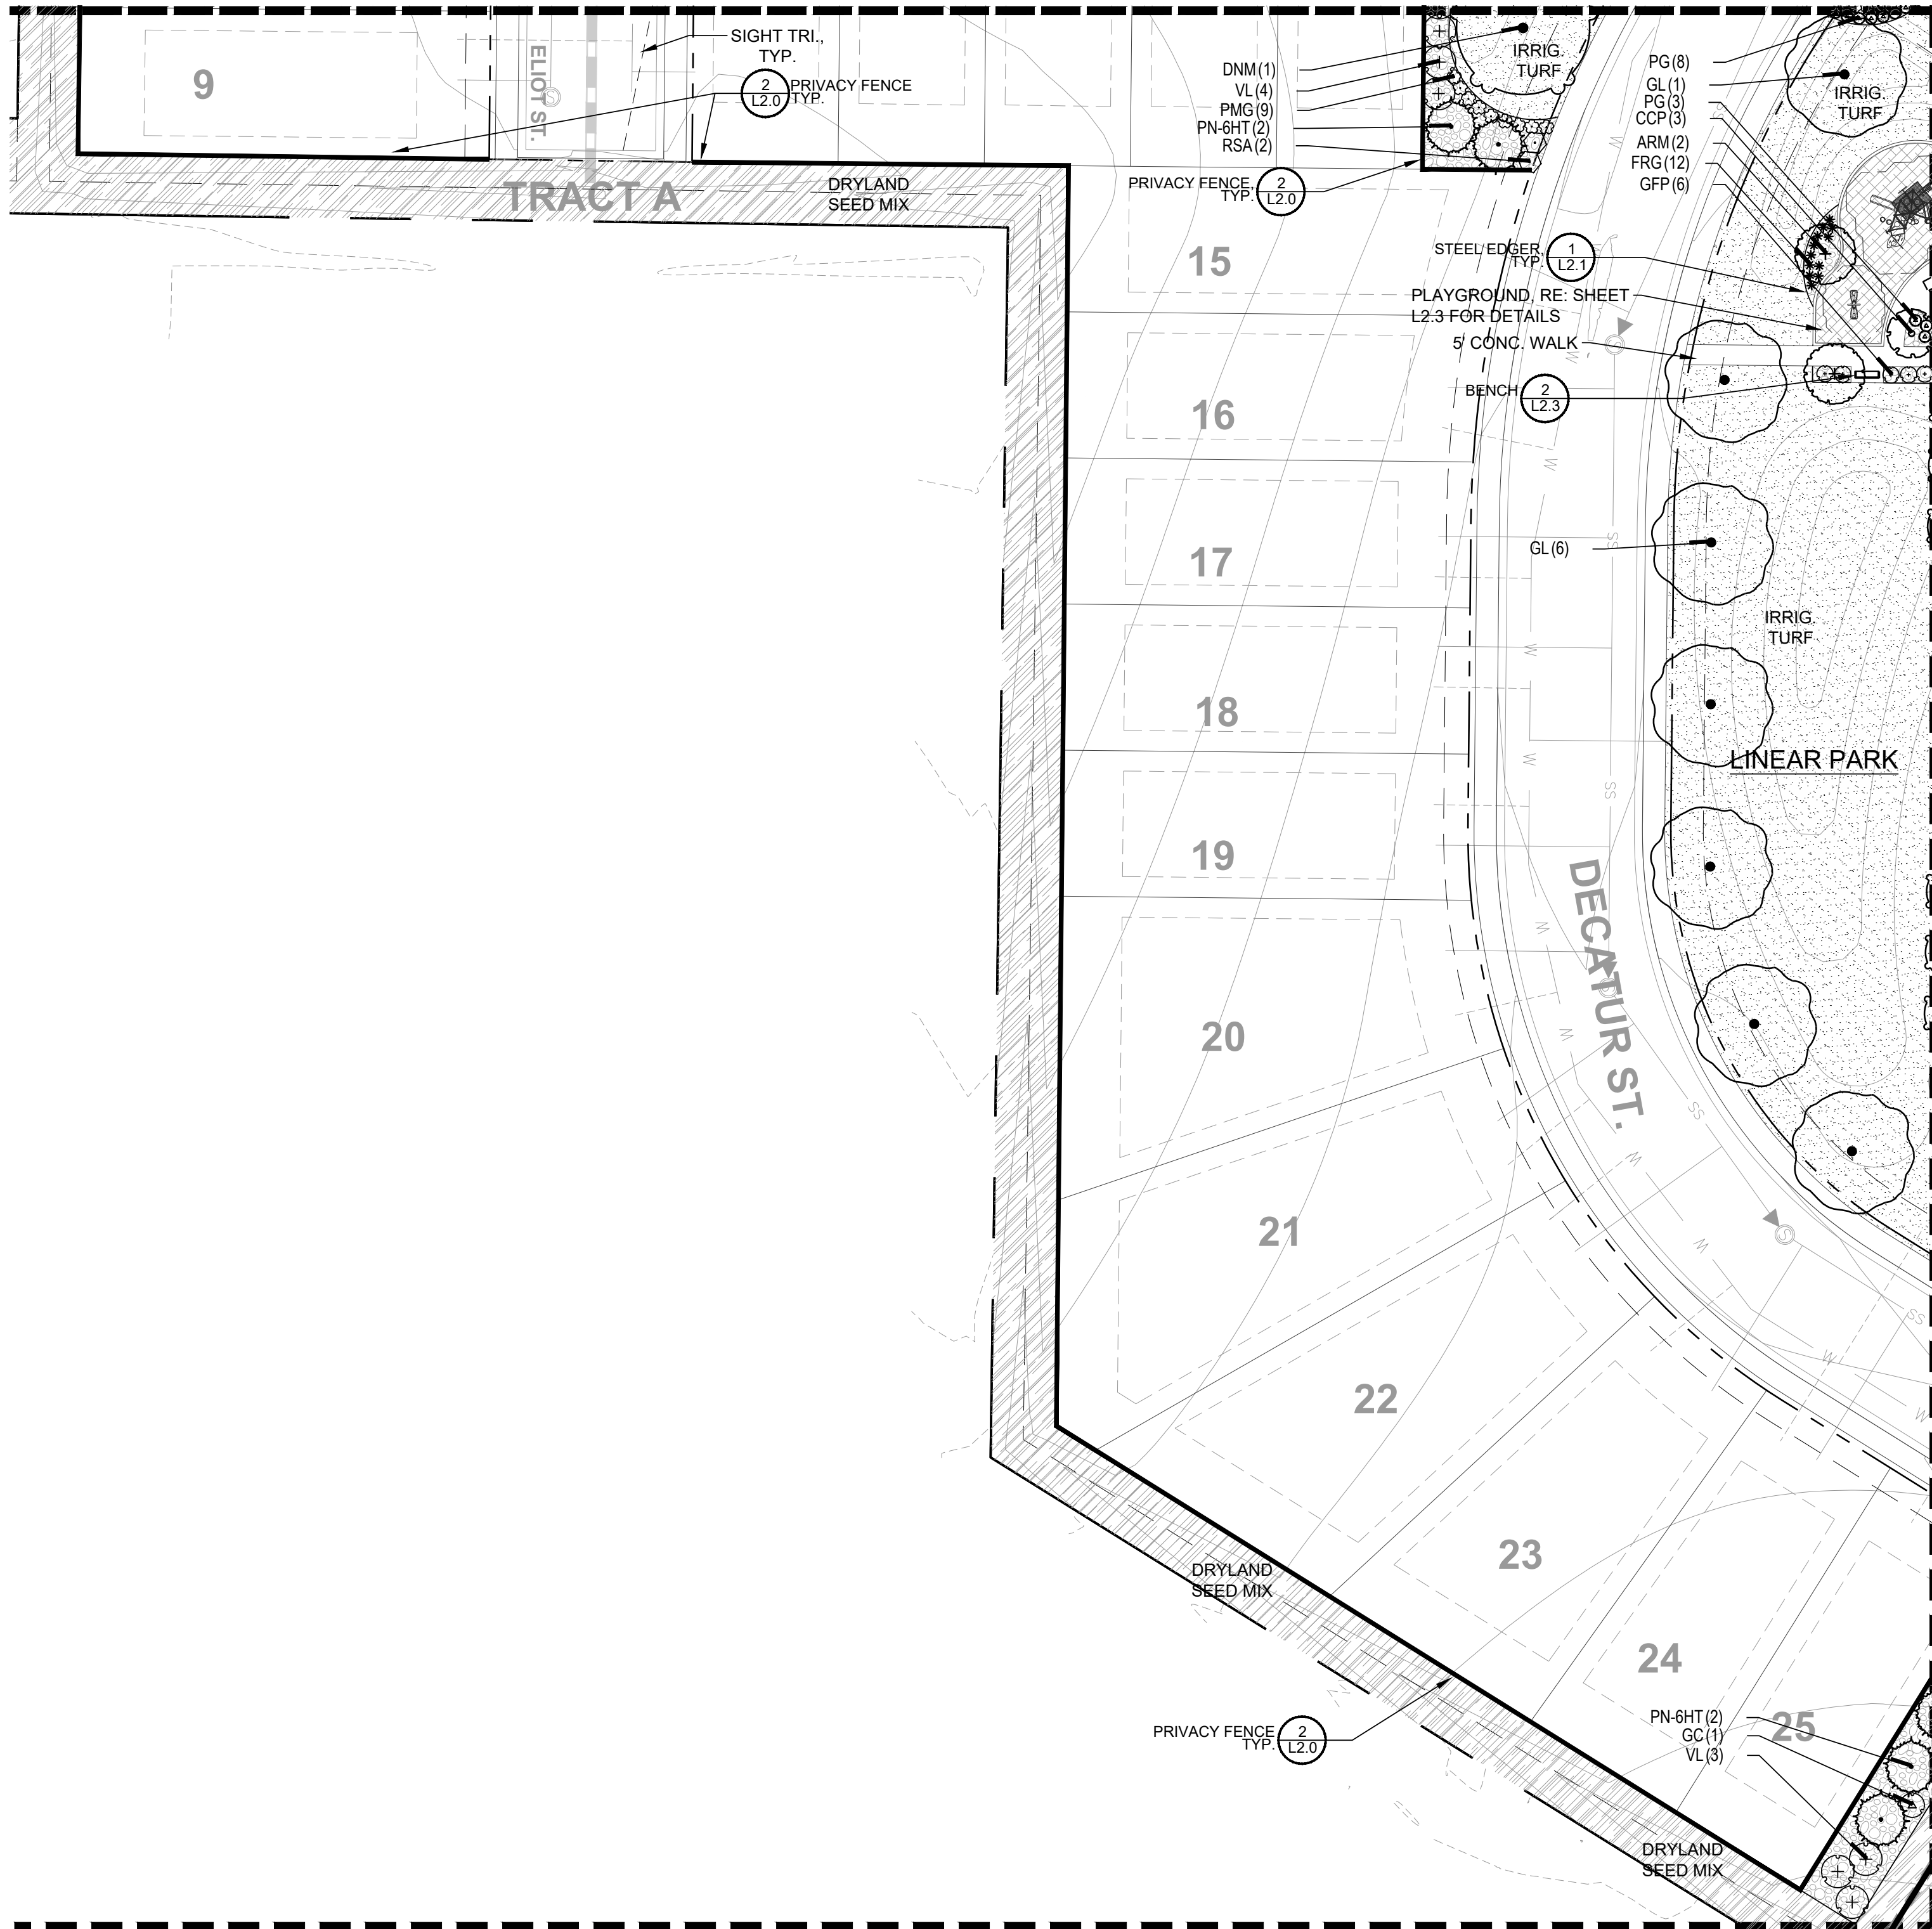 9
ELIOT ST.
S
SIGHT TRI.,
TYP.
2
L2.0
PRIVACY FENCE
TYP.
TRACT A
DRYLAND
SEED MIX
DNM (1)
VL (4)
PMG (9)
PN-6HT (2)
RSA (2)
PRIVACY FENCE,
TYP.
2
L2.0
IRRIG.
TURF
PG (8)
GL (1)
PG (3)
CCP (3)
ARM (2)
FRG (12)
GFP (6)
IRRIG.
TURF
W
STEEL EDGER,
TYP.
1
L2.1
PLAYGROUND, RE: SHEET
L2.3 FOR DETAILS
5' CONC. WALK
W
BENCH
2
L2.3
15
16
W
17
SS
GL (6)
IRRIG.
TURF
18
W
W
LINEAR PARK
SS
19
DECATUR ST.
W
20
W
SS
W
21
W
S
SS
W
22
W
23
DRYLAND
SEED MIX
24
PRIVACY FENCE
TYP.
2
L2.0
PN-6HT (2)
GC (1)
VL (3)
25
DRYLAND
SEED MIX